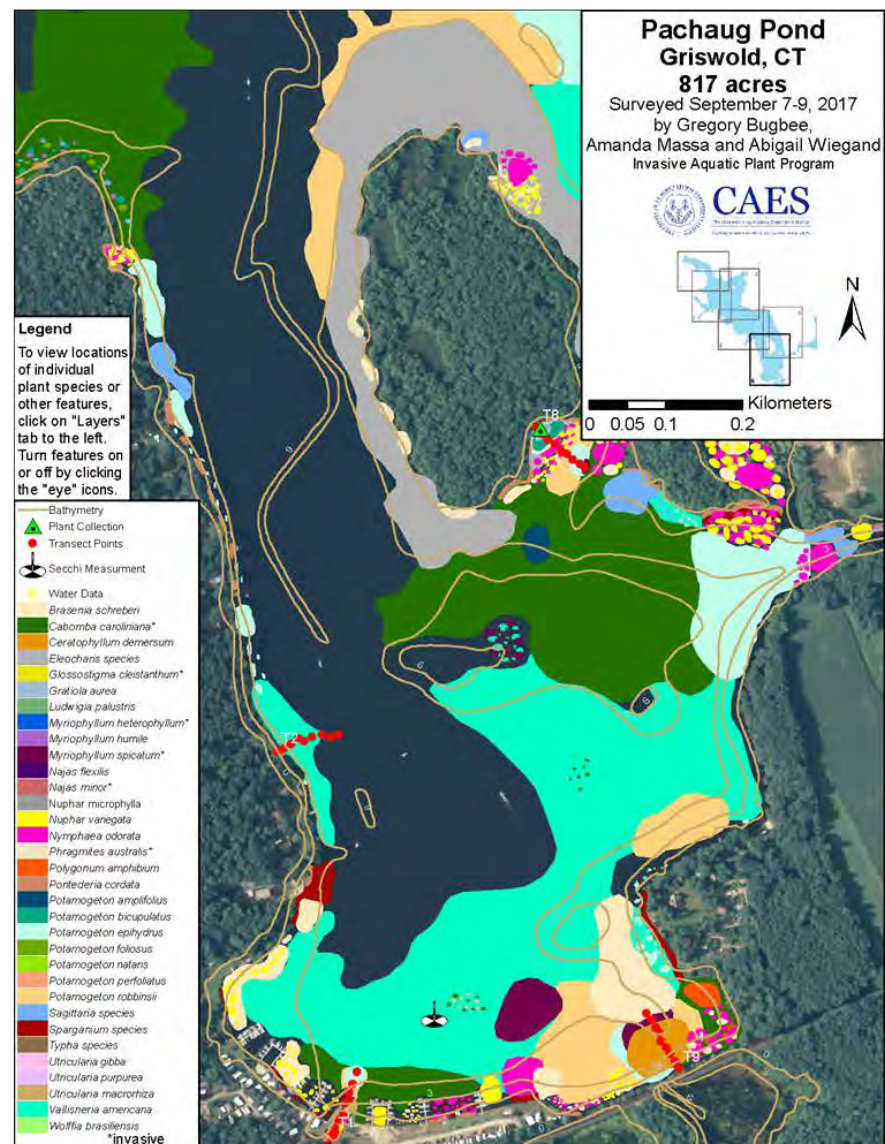 Pachaug Pond
Griswold, CT
817 acres
Surveyed September 7-9, 2017
by Gregory Bugbee,
Amanda Massa and Abigail Wiegand
Invasive Aquatic Plant Program
CAES
N
Kilometers
0 0.05 0.1 0.2
Legend
To view locations
of individual
plant species or
other features,
click on "Layers"
tab to the left.
Turn features on
or off by clicking
the "eye" icons.
Bathymetry
Plant Collection
Transect Points
Secchi Measurment
Water Data
Brasenia schreberi
Cabomba caroliniana*
Ceratophyllum demersum
Eleocharis species
Glossostigma cleistanthum*
Gratiola aurea
Ludwigia palustris
Myriophyllum heterophyllum*
Myriophyllum humile
Myriophyllum spicatum*
Najas flexilis
Najas minor*
Nuphar microphylla
Nuphar variegata
Nymphaea odorata
Phragmites australis*
Polygonum amphibium
Pontederia cordata
Potamogeton amplifolius
Potamogeton bicupulatus
Potamogeton epihydrus
Potamogeton foliosus
Potamogeton natans
Potamogeton perfoliatus
Potamogeton robbinsii
Sagittaria species
Sparganium species
Typha species
Utricularia gibba
Utricularia purpurea
Utricularia macrorhiza
Vallisneria americana
Wolffia brasiliensis
*invasive
T8
T2
T9
T1
6
6
3